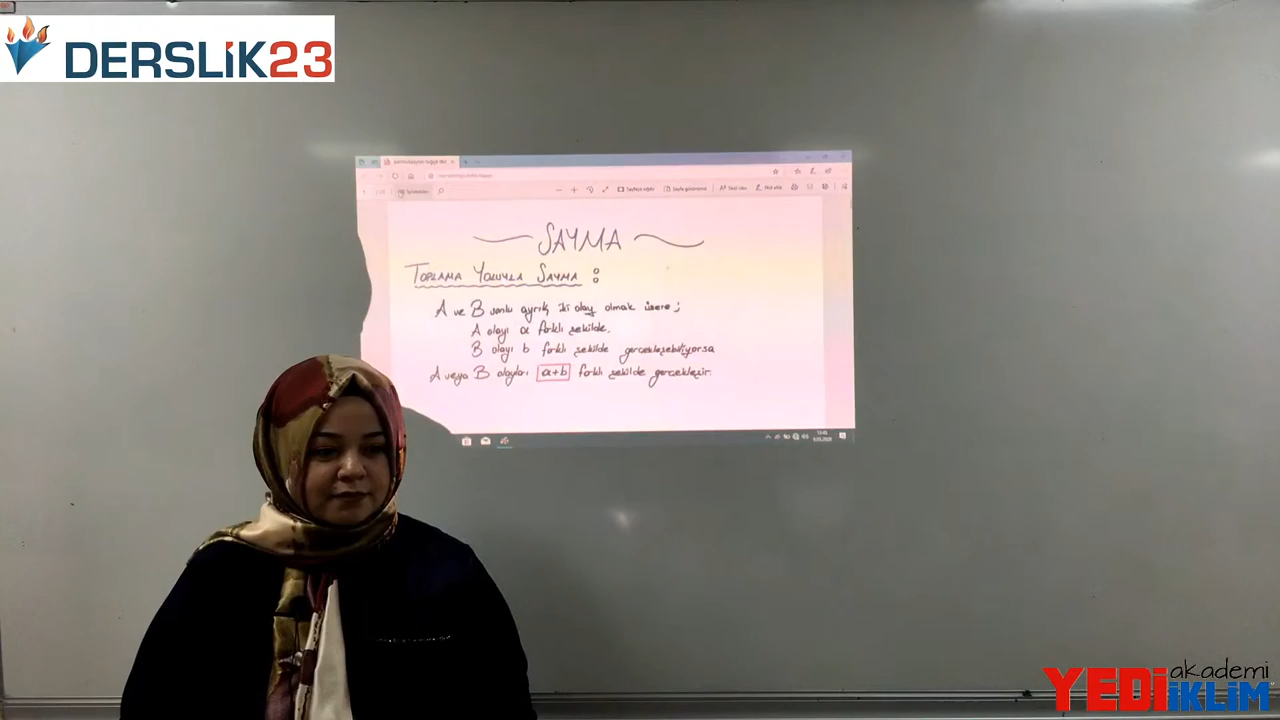 DERSLİK23
SAYMA
TOPLAMA YOLUYLA SAYMA :
A ve B sonlu ayrık iki olay olmak üzere ;
A olayı a farklı şekilde,
B olayı b farklı şekilde gerçekleşebiliyorsa
A veya B olayları a+b farklı şekilde gerçekleşir.
YEDi iKLiM akademi